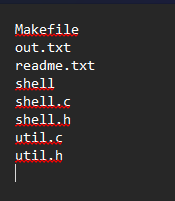 Makefile
out.txt
readme.txt
shell
shell.c
shell.h
util.c
util.h